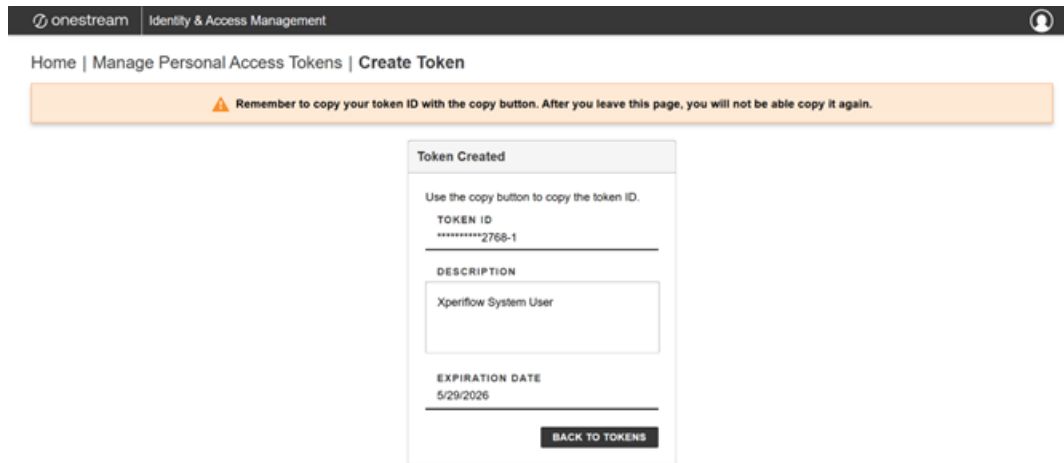 onestream Identity & Access Management
Home | Manage Personal Access Tokens | Create Token
Remember to copy your token ID with the copy button. After you leave this page, you will not be able copy it again.
Token Created
Use the copy button to copy the token ID.
TOKEN ID
**********2768-1
DESCRIPTION
Xperiflow System User
EXPIRATION DATE
5/29/2026
BACK TO TOKENS